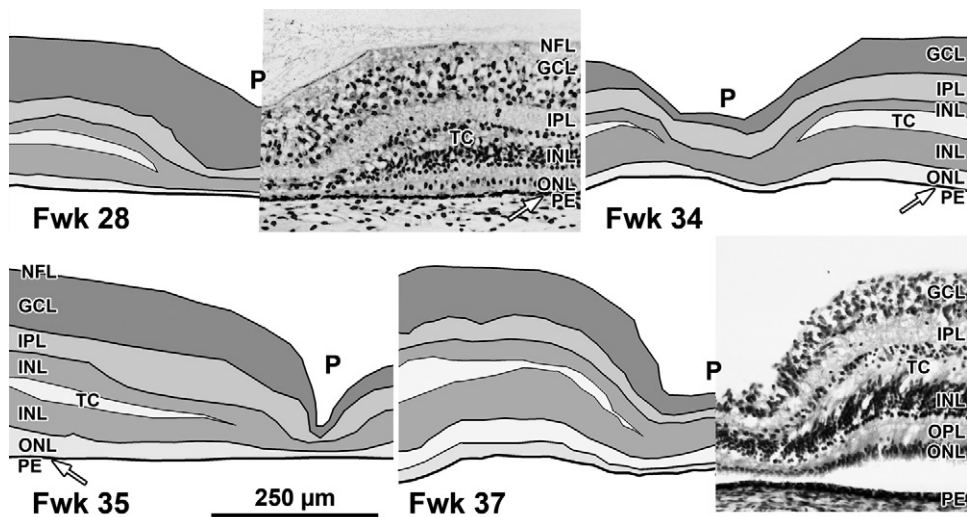 NFL
GCL
P
IPL
TC
INL
ONL
PE
Fwk 28
P
GCL
IPL
INL
TC
INL
ONL
PE
Fwk 34
NFL
GCL
P
IPL
INL
TC
INL
ONL
PE
Fwk 35
250 µm
P
GCL
IPL
TC
INL
OPL
ONL
PE
Fwk 37